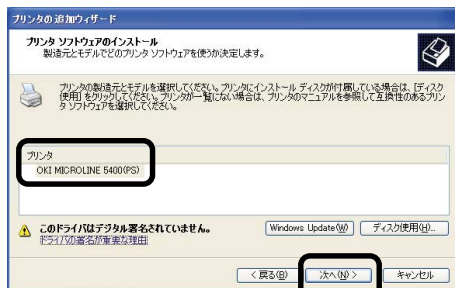 プリンタの追加ウィザード
プリンタ ソフトウェアのインストール
製造元とモデルでどのプリンタ ソフトウェアを使うか決定します。
プリンタの製造元とモデルを選択してください。プリンタにインストール ディスクが付属している場合は、[ディスク
使用] をクリックしてください。プリンタが一覧にない場合は、プリンタのマニュアルを参照して互換性のあるプリン
タ ソフトウェアを選択してください。
プリンタ
OKI MICROLINE 5400(PS)
このドライバはデジタル署名されていません。
ドライバの署名が重要な理由
Windows Update(W)
ディスク使用(H)...
< 戻る(B)
次へ(N) >
キャンセル